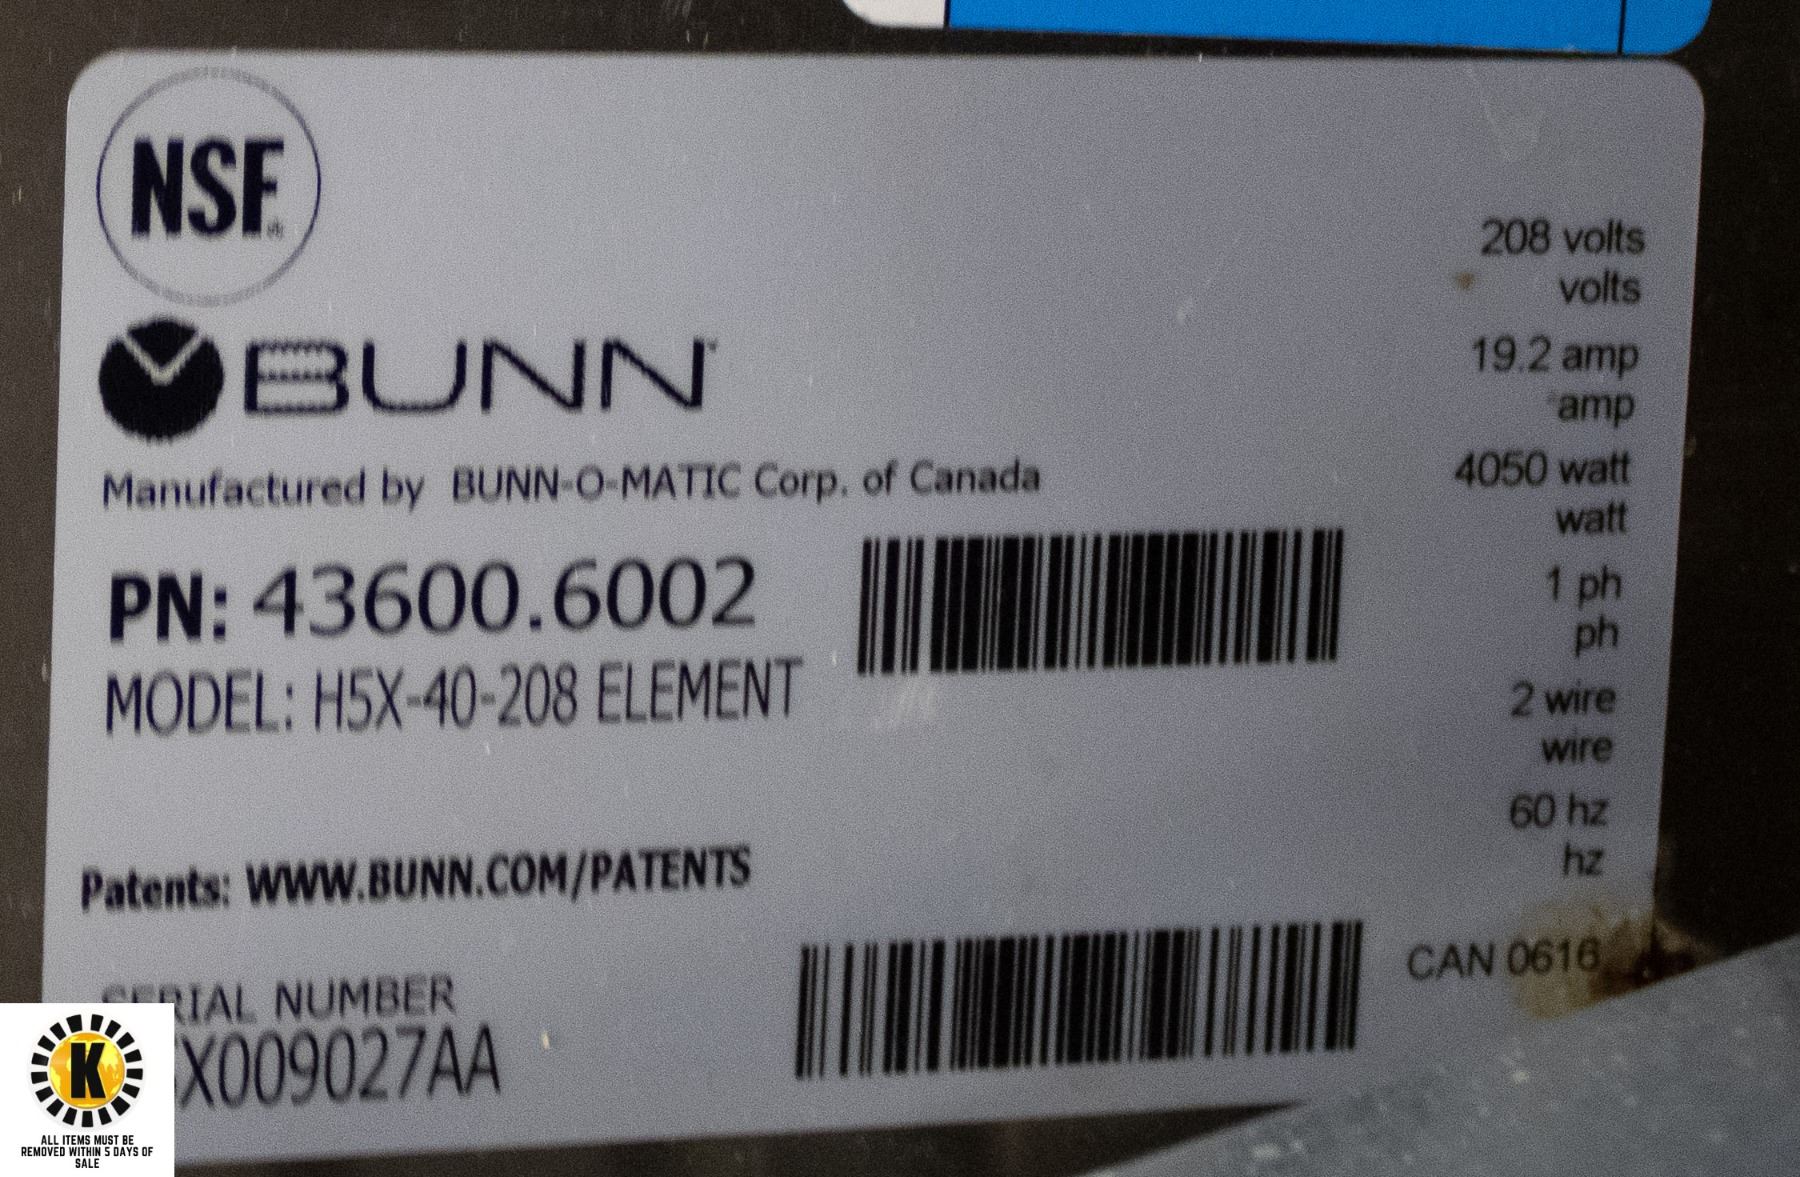 NSF
BUNN
Manufactured by BUNN-O-MATIC Corp. of Canada
PN: 43600.6002
MODEL: H5X-40-208 ELEMENT
Patents: WWW.BUNN.COM/PATENTS
SERIAL NUMBER
X009027AA
208 volts
volts
19.2 amp
amp
4050 watt
watt
1 ph
ph
2 wire
wire
60 hz
hz
CAN 0616
K
ALL ITEMS MUST BE
REMOVED WITHIN 5 DAYS OF
SALE